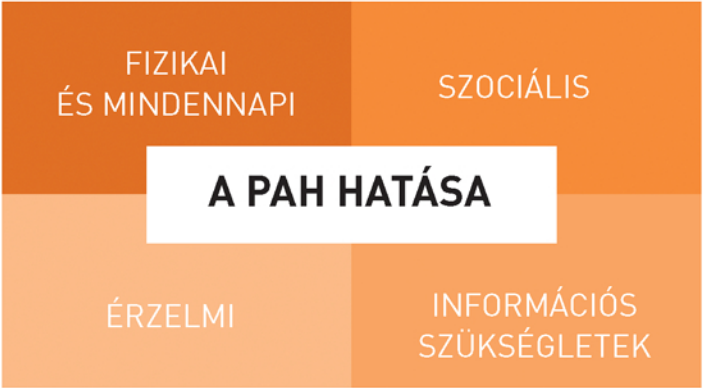 FIZIKAI
ÉS MINDENNAPI
SZOCIÁLIS
A PAH HATÁSA
ÉRZELMI
INFORMÁCIÓS
SZÜKSÉGLETEK